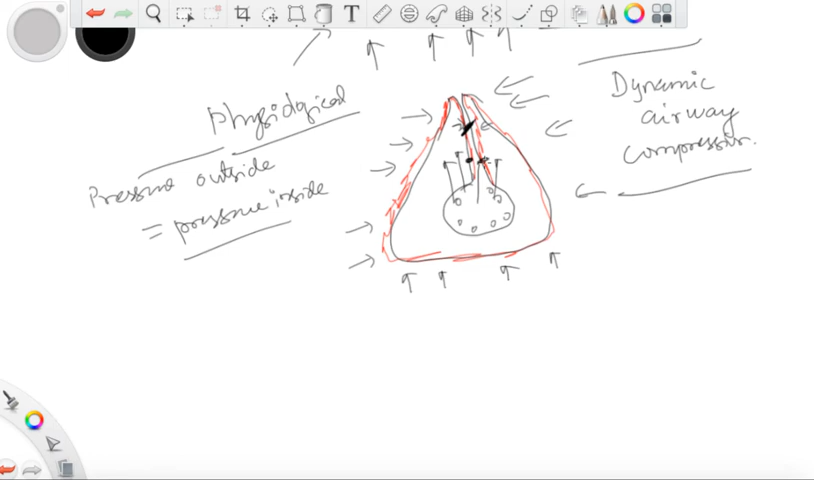 Physiological
Pressure outside
= pressure inside
Dynamic
airway
compression.